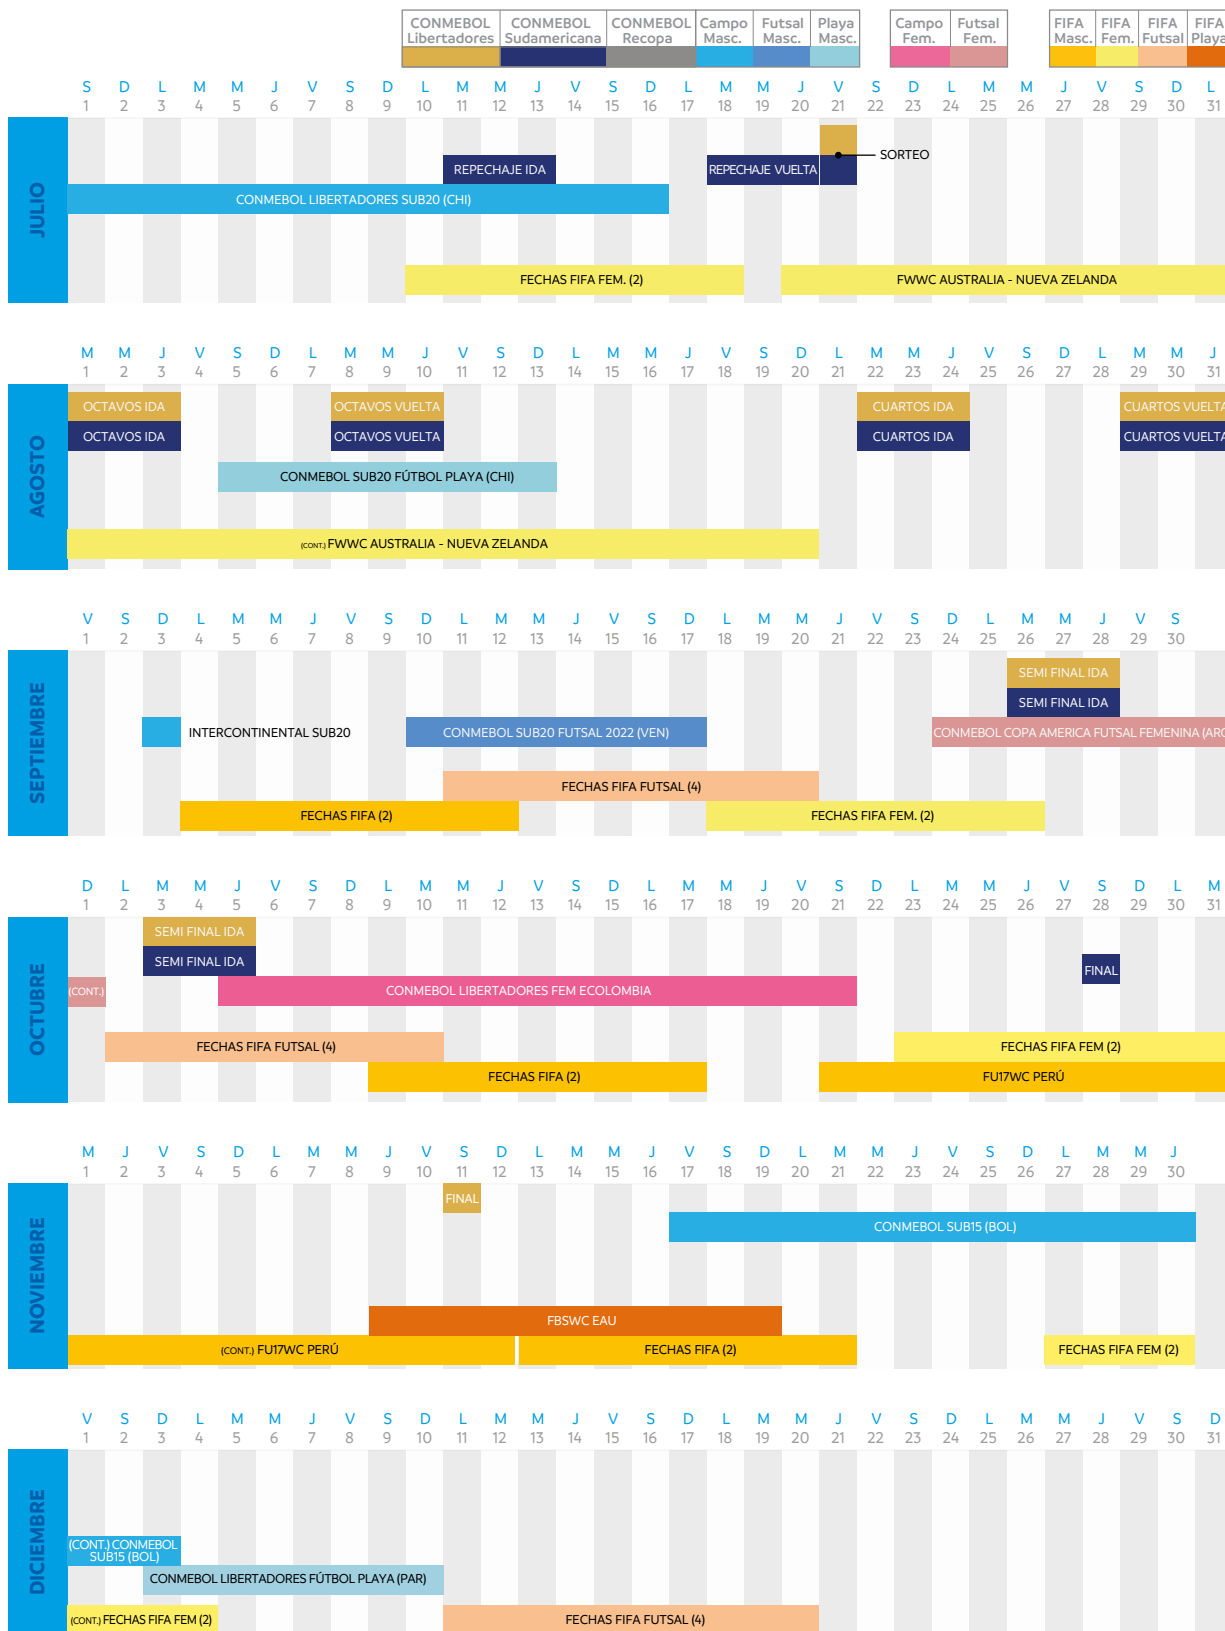 CONMEBOL Libertadores
CONMEBOL Sudamericana
CONMEBOL Recopa
Campo Masc.
Futsal Masc.
Playa Masc.
Campo Fem.
Futsal Fem.
FIFA Masc.
FIFA Fem.
FIFA Futsal
FIFA Playa
S D L M M J V S D L M M J V S D L M M J V S D L M M J V S D L
1 2 3 4 5 6 7 8 9 10 11 12 13 14 15 16 17 18 19 20 21 22 23 24 25 26 27 28 29 30 31
JULIO
SORTEO
REPECHAJE IDA
REPECHAJE VUELTA
CONMEBOL LIBERTADORES SUB20 (CHI)
FECHAS FIFA FEM. (2)
FWWC AUSTRALIA - NUEVA ZELANDA
M M J V S D L M M J V S D L M M J V S D L M M J V S D L M M J
1 2 3 4 5 6 7 8 9 10 11 12 13 14 15 16 17 18 19 20 21 22 23 24 25 26 27 28 29 30 31
AGOSTO
OCTAVOS IDA
OCTAVOS VUELTA
CUARTOS IDA
CUARTOS VUELTA
OCTAVOS IDA
OCTAVOS VUELTA
CUARTOS IDA
CUARTOS VUELTA
CONMEBOL SUB20 FÚTBOL PLAYA (CHI)
(CONT.) FWWC AUSTRALIA - NUEVA ZELANDA
V S D L M M J V S D L M M J V S D L M M J V S D L M M J V S
1 2 3 4 5 6 7 8 9 10 11 12 13 14 15 16 17 18 19 20 21 22 23 24 25 26 27 28 29 30
SEPTIEMBRE
SEMI FINAL IDA
SEMI FINAL IDA
INTERCONTINENTAL SUB20
CONMEBOL SUB20 FUTSAL 2022 (VEN)
CONMEBOL COPA AMERICA FUTSAL FEMENINA (ARG
FECHAS FIFA FUTSAL (4)
FECHAS FIFA (2)
FECHAS FIFA FEM. (2)
D L M M J V S D L M M J V S D L M M J V S D L M M J V S D L M
1 2 3 4 5 6 7 8 9 10 11 12 13 14 15 16 17 18 19 20 21 22 23 24 25 26 27 28 29 30 31
OCTUBRE
SEMI FINAL IDA
SEMI FINAL IDA
FINAL
(CONT.)
CONMEBOL LIBERTADORES FEM ECOLOMBIA
FECHAS FIFA FUTSAL (4)
FECHAS FIFA FEM (2)
FECHAS FIFA (2)
FU17WC PERÚ
M J V S D L M M J V S D L M M J V S D L M M J V S D L M M J
1 2 3 4 5 6 7 8 9 10 11 12 13 14 15 16 17 18 19 20 21 22 23 24 25 26 27 28 29 30
NOVIEMBRE
FINAL
CONMEBOL SUB15 (BOL)
FBSWC EAU
(CONT.) FU17WC PERÚ
FECHAS FIFA (2)
FECHAS FIFA FEM (2)
V S D L M M J V S D L M M J V S D L M M J V S D L M M J V S D
1 2 3 4 5 6 7 8 9 10 11 12 13 14 15 16 17 18 19 20 21 22 23 24 25 26 27 28 29 30 31
DICIEMBRE
(CONT.) CONMEBOL
SUB15 (BOL)
CONMEBOL LIBERTADORES FÚTBOL PLAYA (PAR)
(CONT.) FECHAS FIFA FEM (2)
FECHAS FIFA FUTSAL (4)